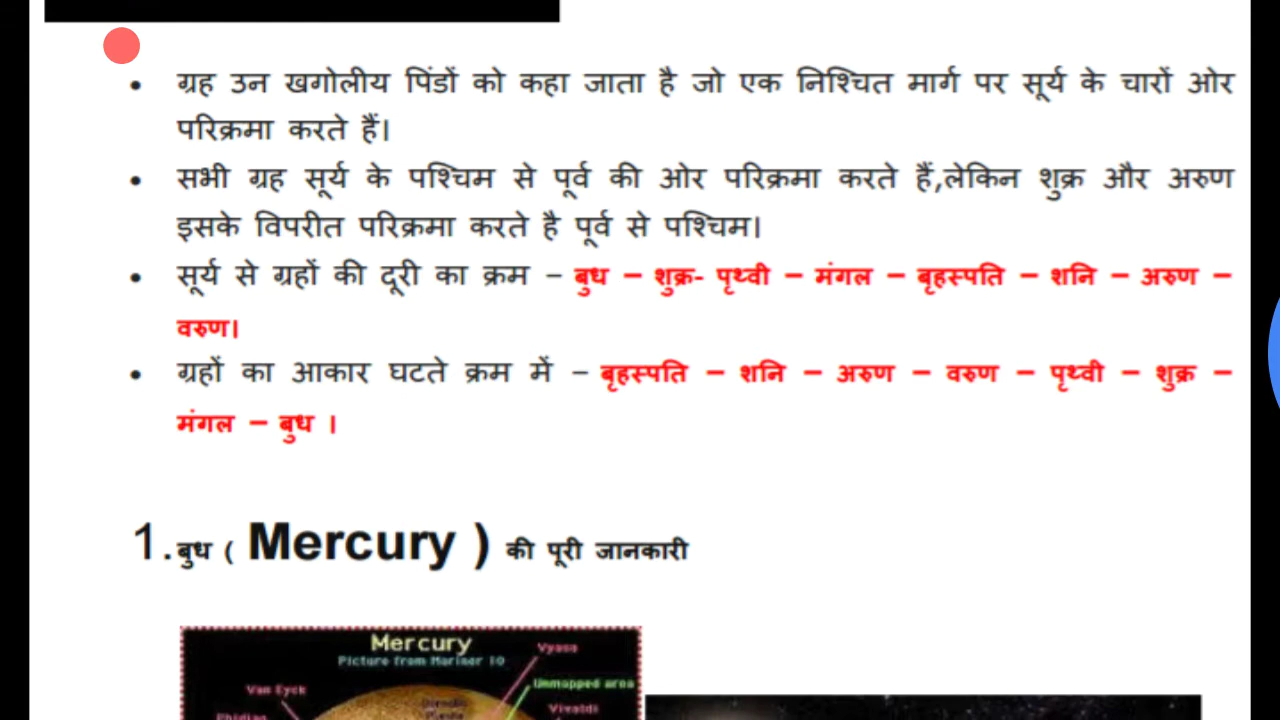 • ग्रह उन खगोलीय पिंडों को कहा जाता है जो एक निश्चित मार्ग पर सूर्य के चारों ओर
परिक्रमा करते हैं।
• सभी ग्रह सूर्य के पश्चिम से पूर्व की ओर परिक्रमा करते हैं,लेकिन शुक्र और अरुण
इसके विपरीत परिक्रमा करते है पूर्व से पश्चिम।
• सूर्य से ग्रहों की दूरी का क्रम – बुध – शुक्र- पृथ्वी – मंगल – बृहस्पति – शनि – अरुण –
वरुण।
• ग्रहों का आकार घटते क्रम में – बृहस्पति – शनि – अरुण – वरुण – पृथ्वी – शुक्र –
मंगल – बुध ।
1.बुध ( Mercury ) की पूरी जानकारी
Mercury
Picture from Mariner 10
Vyasa
Unmapped area
Van Eyck
Vivaldi